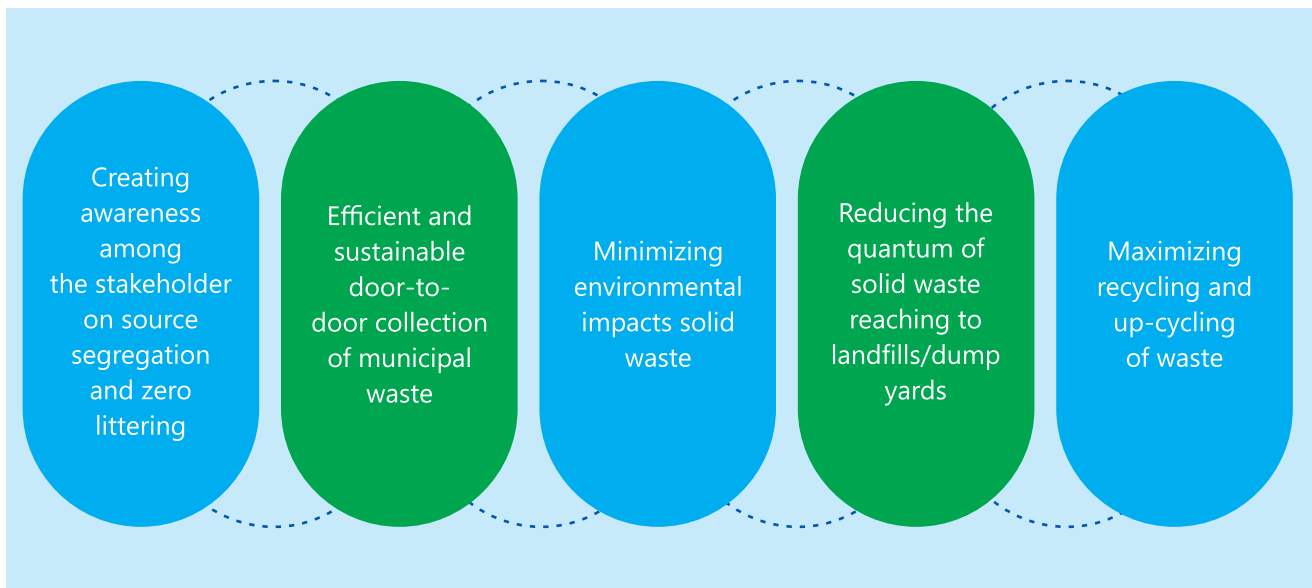 Creating
awareness
among
the stakeholder
on source
segregation
and zero
littering
Efficient and
sustainable
door-to-
door collection
of municipal
waste
Minimizing
environmental
impacts solid
waste
Reducing the
quantum of
solid waste
reaching to
landfills/dump
yards
Maximizing
recycling and
up-cycling
of waste